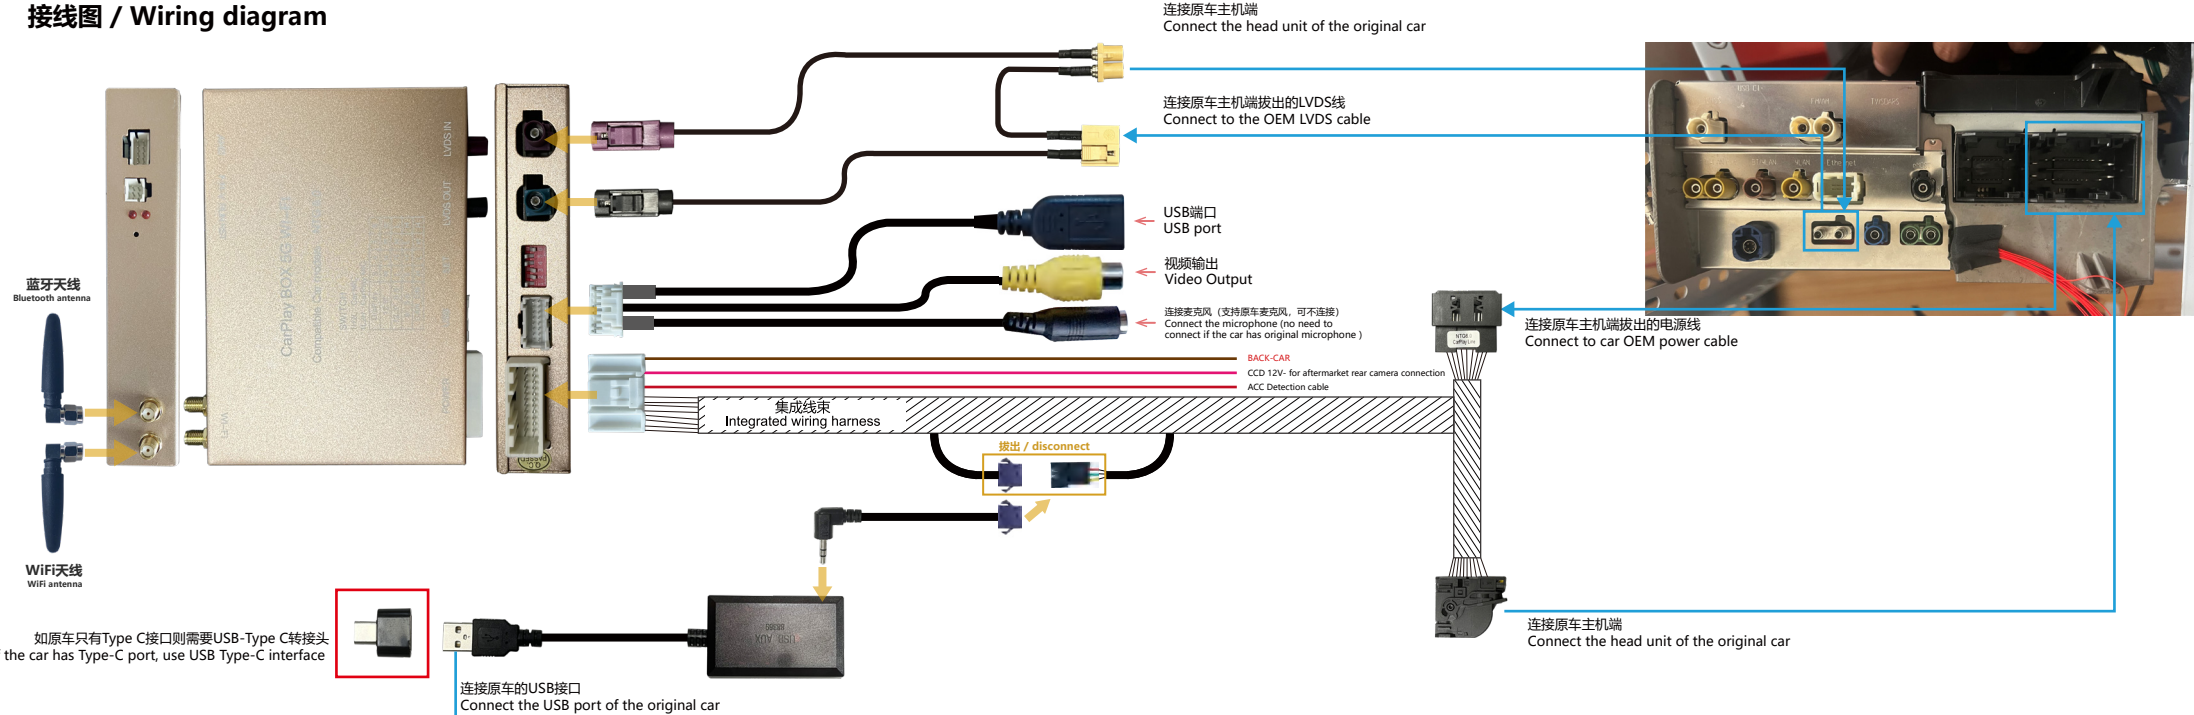 接线图 / Wiring diagram
连接原车主机端
Connect the head unit of the original car
连接原车主机端拔出的LVDS线
Connect to the OEM LVDS cable
LVDS IN
LVDS OUT
CarPlay BOX 5G WI-FI
USB端口
USB port
视频输出
Video Output
连接麦克风（支持原车麦克风，可不连接）
Connect the microphone (no need to
connect if the car has original microphone )
蓝牙天线
Bluetooth antenna
WiFi天线
WiFi antenna
Wi-Fi
BACK-CAR
CCD 12V- for aftermarket rear camera connection
ACC Detection cable
集成线束
Integrated wiring harness
拔出 / disconnect
连接原车主机端拔出的电源线
Connect to car OEM power cable
连接原车主机端
Connect the head unit of the original car
如原车只有Type C接口则需要USB-Type C转接头
the car has Type-C port, use USB Type-C interface
USB AUX
连接原车的USB接口
Connect the USB port of the original car